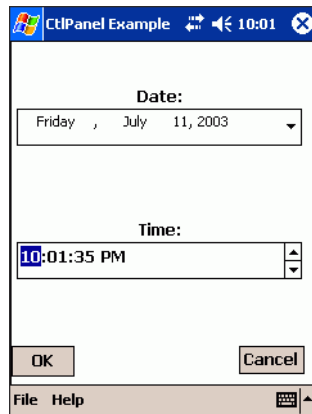 CtlPanel Example 10:01
Date:
Friday , July 11, 2003
Time:
10:01:35 PM
OK Cancel
File Help